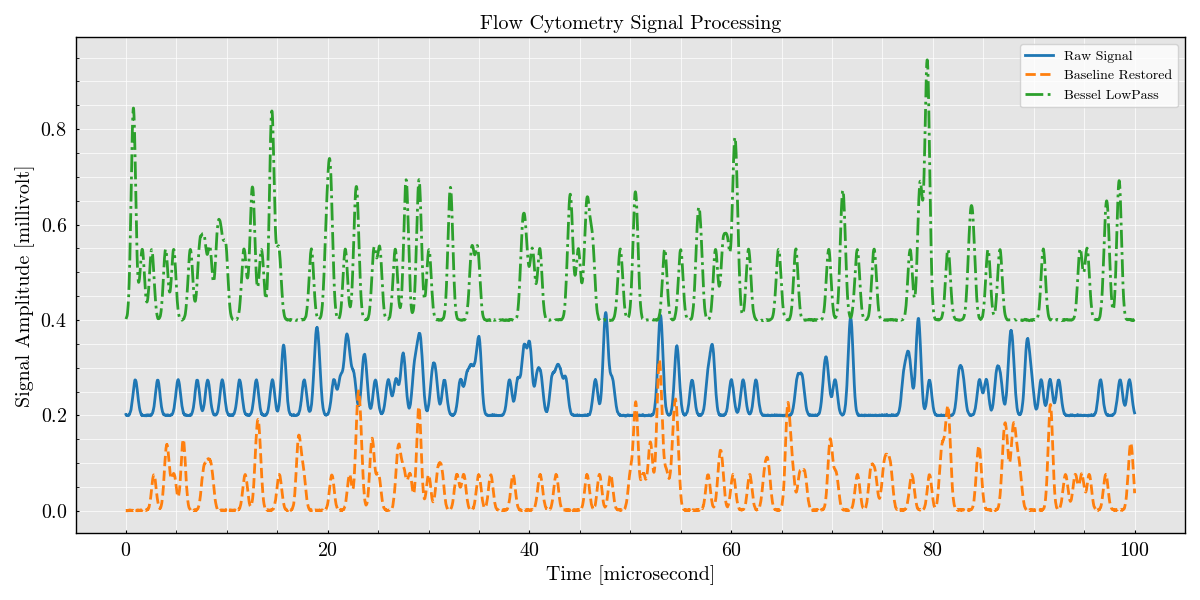 Flow Cytometry Signal Processing
Raw Signal
Baseline Restored
Bessel LowPass
Signal Amplitude [millivolt]
0.8
0.6
0.4
0.2
0.0
0 20 40 60 80 100
Time [microsecond]